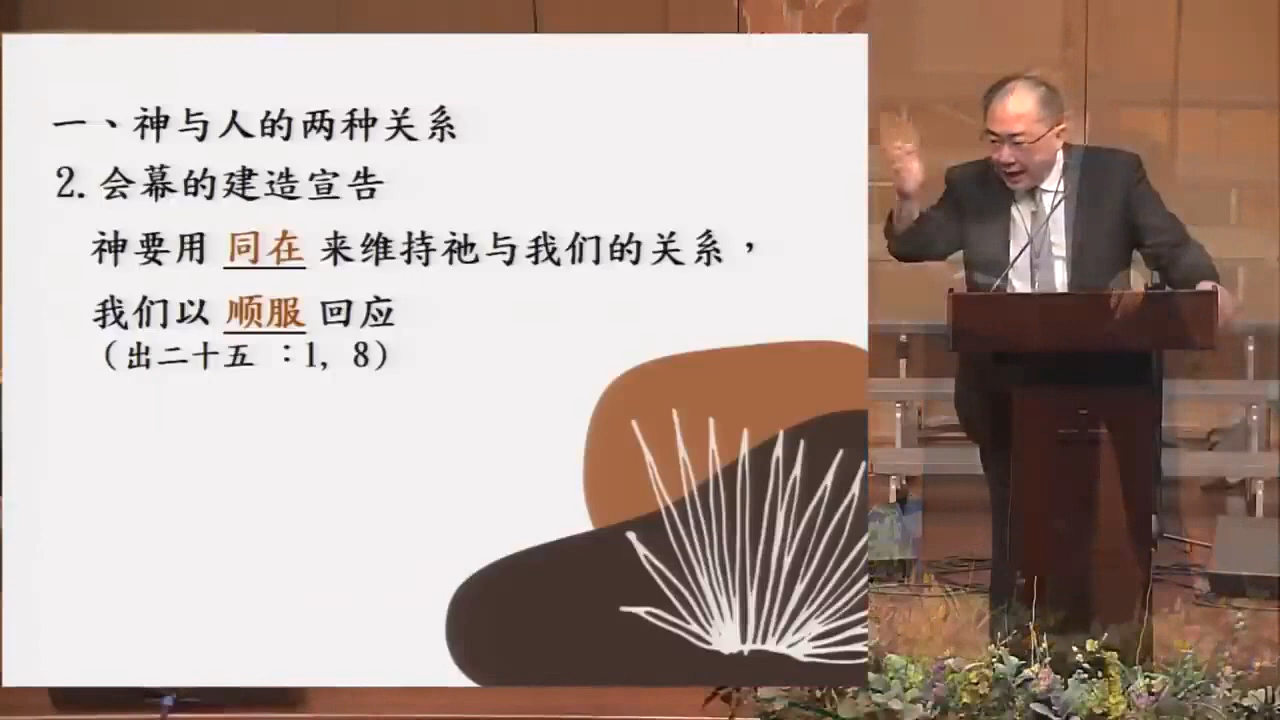 一、神与人的两种关系
2. 会幕的建造宣告
神要用 同在 来维持祂与我们的关系，
我们以 顺服 回应
（出二十五：1, 8）